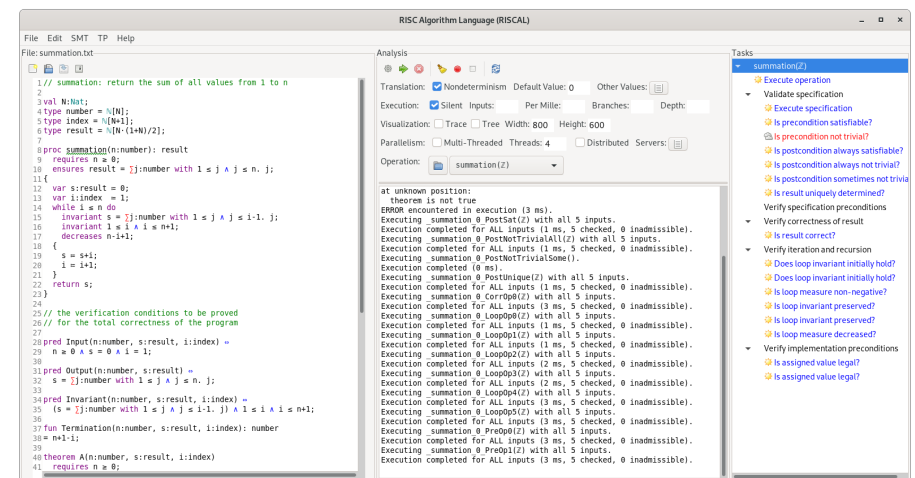 RISC Algorithm Language (RISCAL)
File Edit SMT TP Help
File: summation.txt
1 // summation: return the sum of all values from 1 to n
2
3 val N:Nat;
4 type number = ℕ[N];
5 type index = ℕ[N+1];
6 type result = ℕ[N·(1+N)/2];
7
8 proc summation(n:number): result
9 requires n ≥ 0;
10 ensures result = ∑j:number with 1 ≤ j ∧ j ≤ n. j;
11 {
12 var s:result = 0;
13 var i:index = 1;
14 while i ≤ n do
15 invariant s = ∑j:number with 1 ≤ j ∧ j ≤ i-1. j;
16 invariant 1 ≤ i ∧ i ≤ n+1;
17 decreases n-i+1;
18 {
19 s = s+i;
20 i = i+1;
21 }
22 return s;
23 }
24
25 // the verification conditions to be proved
26 // for the total correctness of the program
27
28 pred Input(n:number, s:result, i:index) ⇔
29 n ≥ 0 ∧ s = 0 ∧ i = 1;
30
31 pred Output(n:number, s:result) ⇔
32 s = ∑j:number with 1 ≤ j ∧ j ≤ n. j;
33
34 pred Invariant(n:number, s:result, i:index) ⇔
35 (s = ∑j:number with 1 ≤ j ∧ j ≤ i-1. j) ∧ 1 ≤ i ∧ i ≤ n+1;
36
37 fun Termination(n:number, s:result, i:index): number
38 = n+1-i;
39
40 theorem A(n:number, s:result, i:index)
41 requires n ≥ 0;
Analysis
Translation: Nondeterminism Default Value: 0 Other Values:
Execution: Silent Inputs: Per Mille: Branches: Depth:
Visualization: Trace Tree Width: 800 Height: 600
Parallelism: Multi-Threaded Threads: 4 Distributed Servers:
Operation: summation(ℤ)
at unknown position:
theorem is not true
ERROR encountered in execution (3 ms).
Executing _summation_0_PostSat(ℤ) with all 5 inputs.
Execution completed for ALL inputs (1 ms, 5 checked, 0 inadmissible).
Executing _summation_0_PostNotTrivialAll(ℤ) with all 5 inputs.
Execution completed for ALL inputs (1 ms, 5 checked, 0 inadmissible).
Executing _summation_0_PostNotTrivialSome().
Execution completed (0 ms).
Executing _summation_0_PostUnique(ℤ) with all 5 inputs.
Execution completed for ALL inputs (1 ms, 5 checked, 0 inadmissible).
Executing _summation_0_CorrOp0(ℤ) with all 5 inputs.
Execution completed for ALL inputs (3 ms, 5 checked, 0 inadmissible).
Executing _summation_0_LoopOp0(ℤ) with all 5 inputs.
Execution completed for ALL inputs (1 ms, 5 checked, 0 inadmissible).
Executing _summation_0_LoopOp1(ℤ) with all 5 inputs.
Execution completed for ALL inputs (1 ms, 5 checked, 0 inadmissible).
Executing _summation_0_LoopOp2(ℤ) with all 5 inputs.
Execution completed for ALL inputs (2 ms, 5 checked, 0 inadmissible).
Executing _summation_0_LoopOp3(ℤ) with all 5 inputs.
Execution completed for ALL inputs (2 ms, 5 checked, 0 inadmissible).
Executing _summation_0_LoopOp4(ℤ) with all 5 inputs.
Execution completed for ALL inputs (3 ms, 5 checked, 0 inadmissible).
Executing _summation_0_LoopOp5(ℤ) with all 5 inputs.
Execution completed for ALL inputs (3 ms, 5 checked, 0 inadmissible).
Executing _summation_0_PreOp0(ℤ) with all 5 inputs.
Execution completed for ALL inputs (3 ms, 5 checked, 0 inadmissible).
Executing _summation_0_PreOp1(ℤ) with all 5 inputs.
Execution completed for ALL inputs (3 ms, 5 checked, 0 inadmissible).
Tasks
summation(ℤ)
Execute operation
Validate specification
Execute specification
Is precondition satisfiable?
Is precondition not trivial?
Is postcondition always satisfiable?
Is postcondition always not trivial?
Is postcondition sometimes not trivia
Is result uniquely determined?
Verify specification preconditions
Verify correctness of result
Is result correct?
Verify iteration and recursion
Does loop invariant initially hold?
Does loop invariant initially hold?
Is loop measure non-negative?
Is loop invariant preserved?
Is loop invariant preserved?
Is loop measure decreased?
Verify implementation preconditions
Is assigned value legal?
Is assigned value legal?